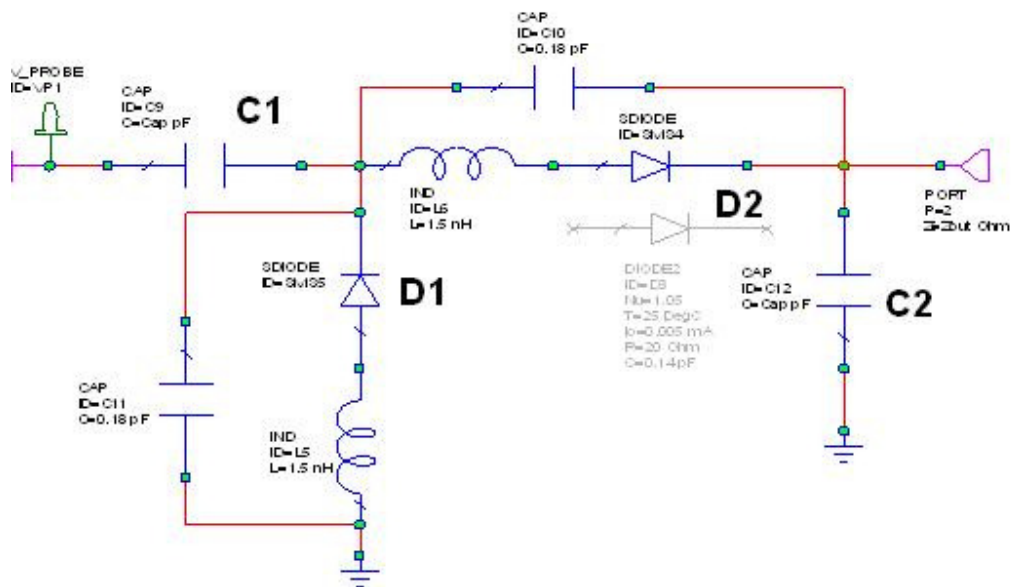 CAP
ID=C10
C=0.18 pF
V_PROBE
ID=VP1
CAP
ID=C9
C=Cap pF
C1
SDIODE
ID=SMS4
IND
ID=L6
L=1.5 nH
D2
PORT
P=2
Z=Zout Ohm
SDIODE
ID=SMS5
D1
DIODE2
Nu=1.05
T=25 DegC
Io=0.005 mA
R=20 Ohm
C=0.14 pF
CAP
ID=C12
C=Cap pF
C2
CAP
ID=C11
C=0.18 pF
IND
ID=L5
L=1.5 nH